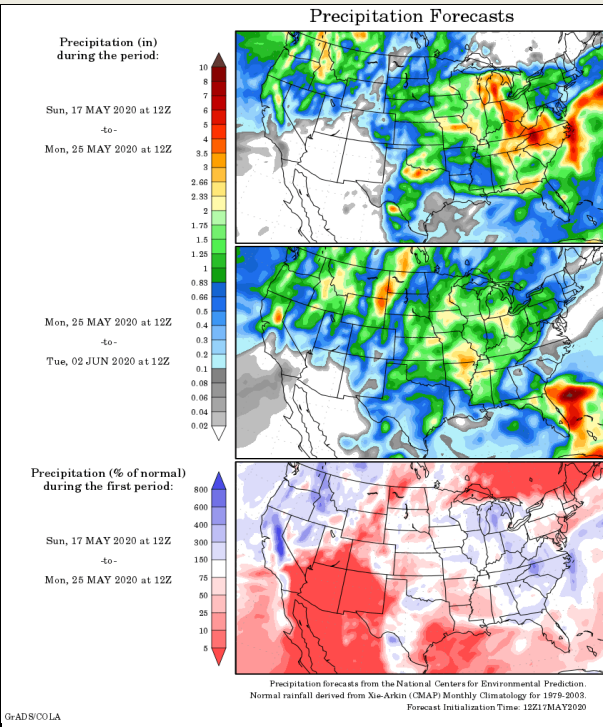 Precipitation Forecasts
Precipitation (in)
during the period:
Sun, 17 MAY 2020 at 12Z
-to-
Mon, 25 MAY 2020 at 12Z
10
8
7
6
5
4
3.5
3
2.66
2.33
2
1.75
1.5
1.25
1
0.83
0.66
0.5
0.4
0.3
0.2
0.1
0.08
0.06
0.04
0.02
Mon, 25 MAY 2020 at 12Z
-to-
Tue, 02 JUN 2020 at 12Z
Precipitation (% of normal)
during the first period:
Sun, 17 MAY 2020 at 12Z
-to-
Mon, 25 MAY 2020 at 12Z
800
600
400
300
150
75
50
25
10
5
Precipitation forecasts from the National Centers for Environmental Prediction.
Normal rainfall derived from Xie-Arkin (CMAP) Monthly Climatology for 1979-2003.
Forecast Initialization Time: 12Z17MAY2020
GrADS/COLA